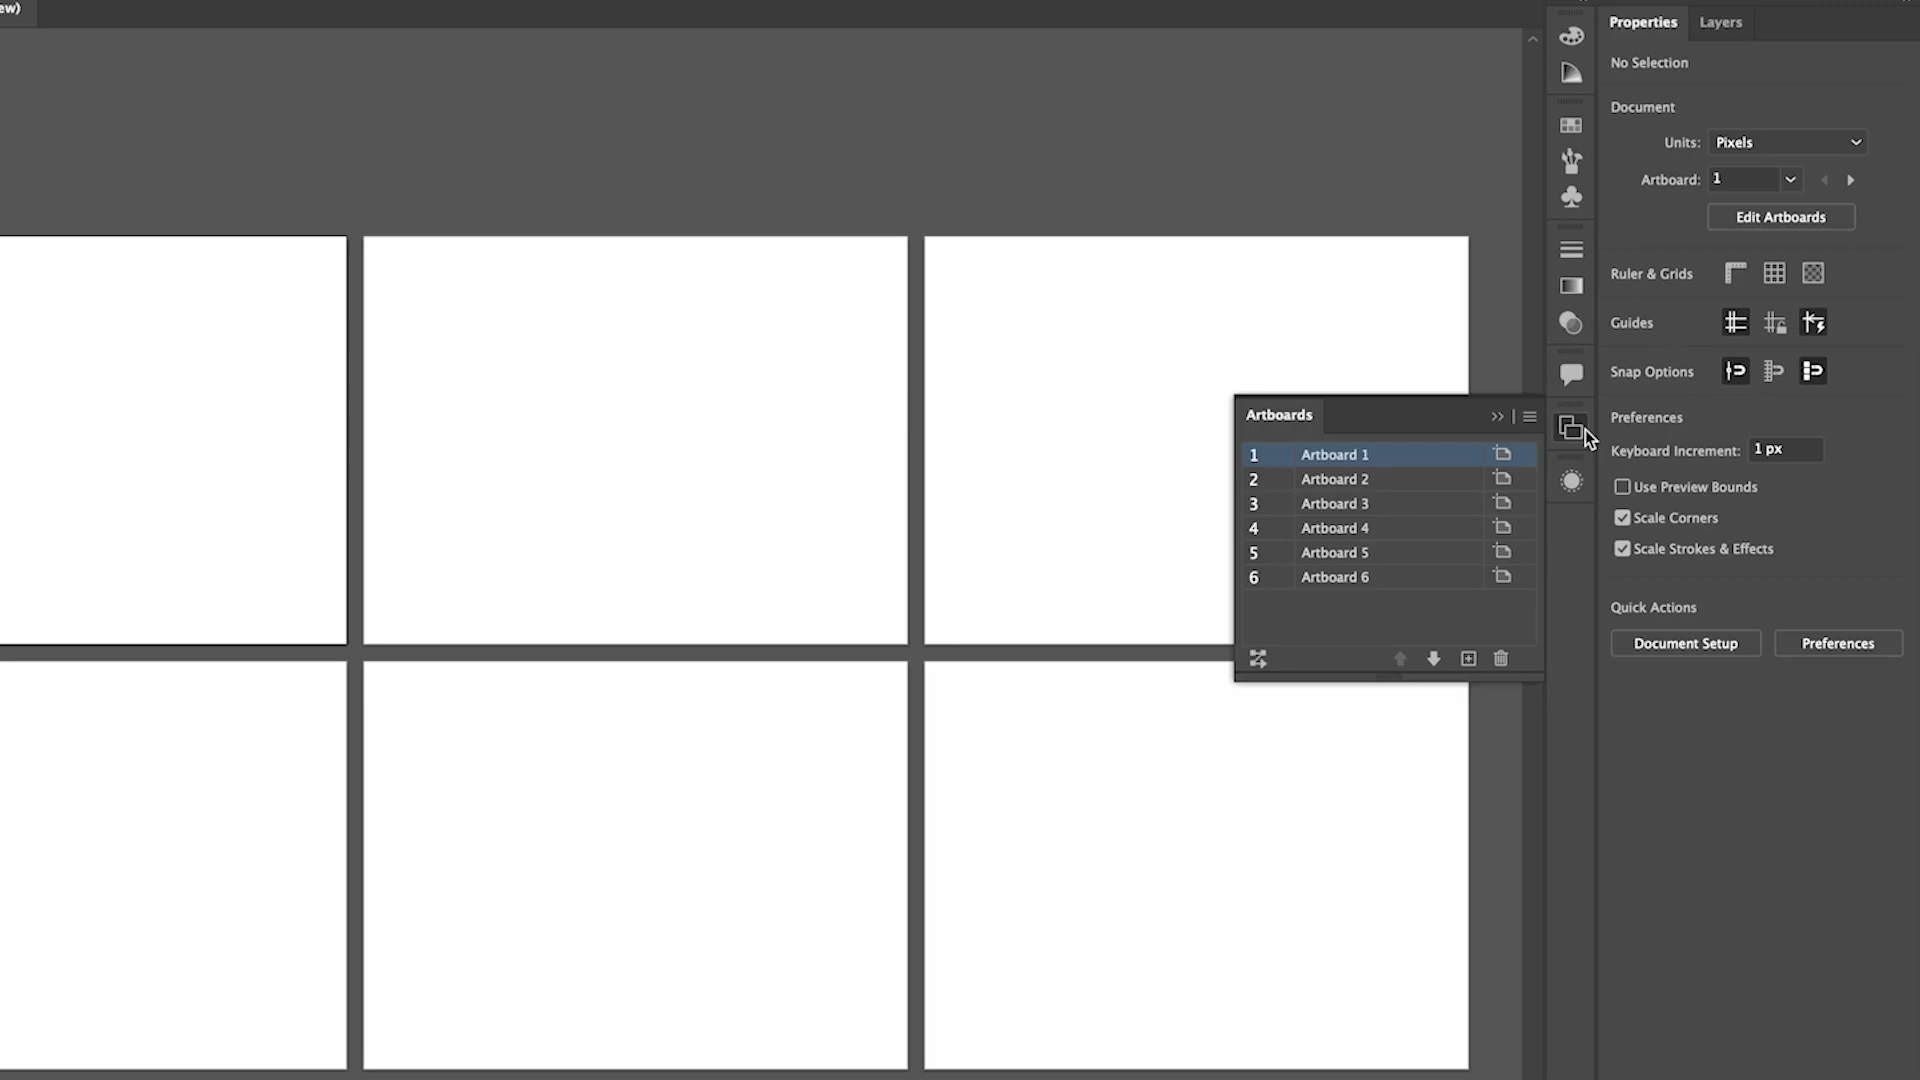 ew)
Properties
Layers
No Selection
Document
Units: Pixels
Artboard: 1
Edit Artboards
Ruler & Grids
Guides
Snap Options
Preferences
Keyboard Increment: 1 px
Use Preview Bounds
Scale Corners
Scale Strokes & Effects
Quick Actions
Document Setup
Preferences
Artboards
1 Artboard 1
2 Artboard 2
3 Artboard 3
4 Artboard 4
5 Artboard 5
6 Artboard 6